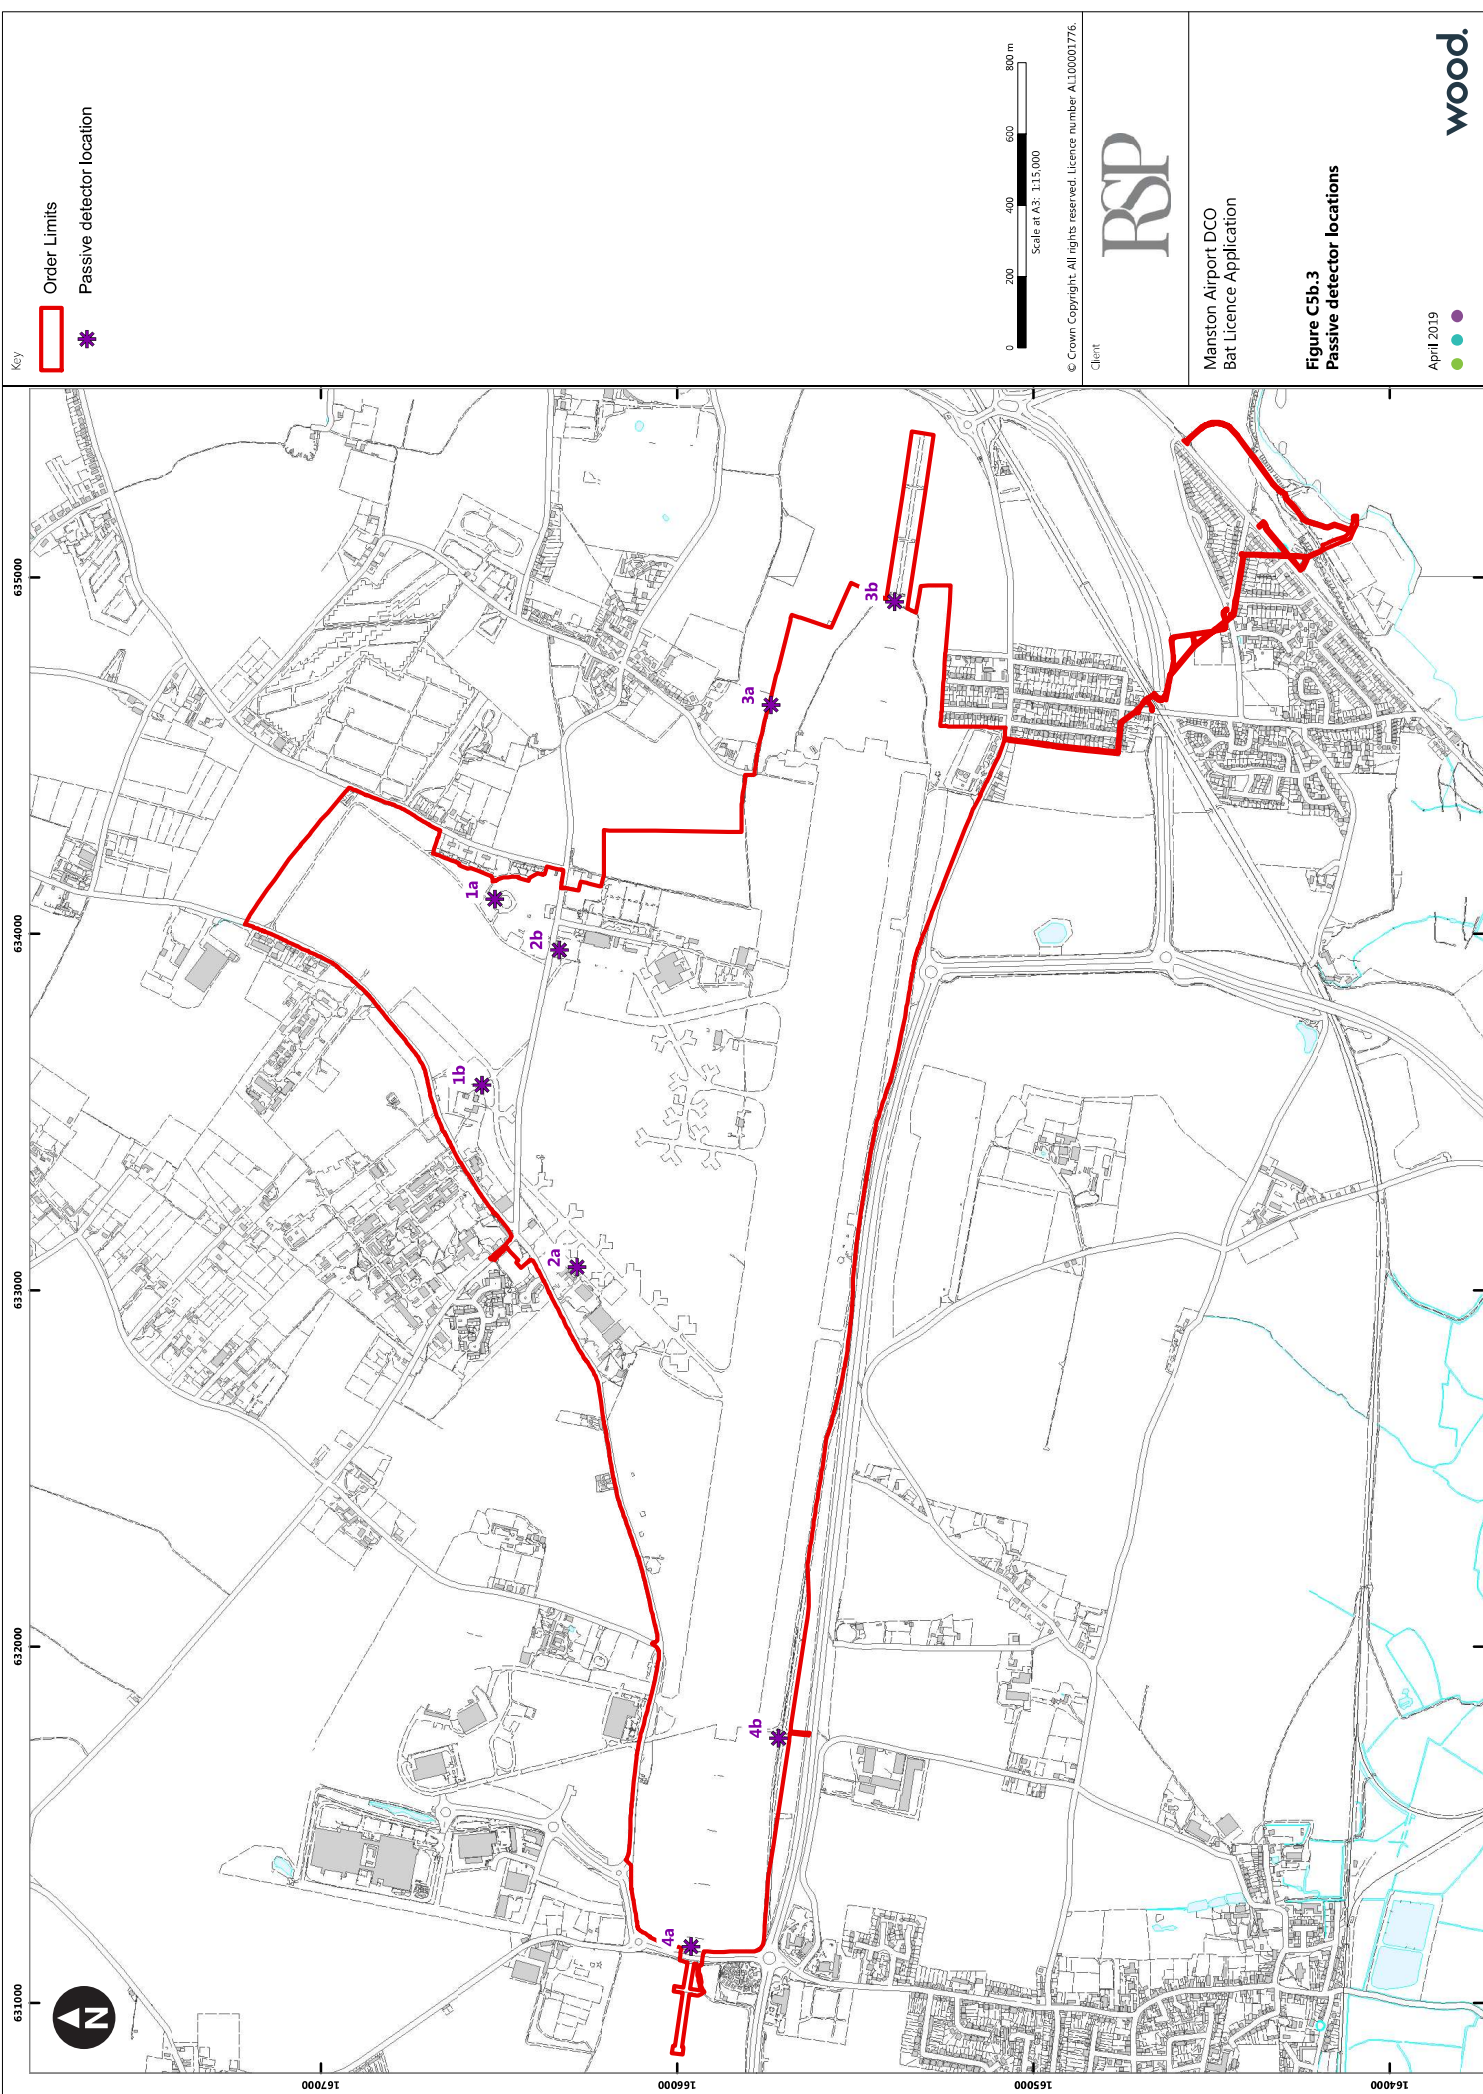 Key
Order Limits
Passive detector location
0 200 400 600 800 m
Scale at A3: 1:15,000
© Crown Copyright. All rights reserved. Licence number AL100001776.
Client
RSP
Manston Airport DCO
Bat Licence Application
Figure C5b.3
Passive detector locations
April 2019
wood.
N
631000
632000
633000
634000
635000
167000
166000
165000
164000
1a
1b
2a
2b
3a
3b
4a
4b